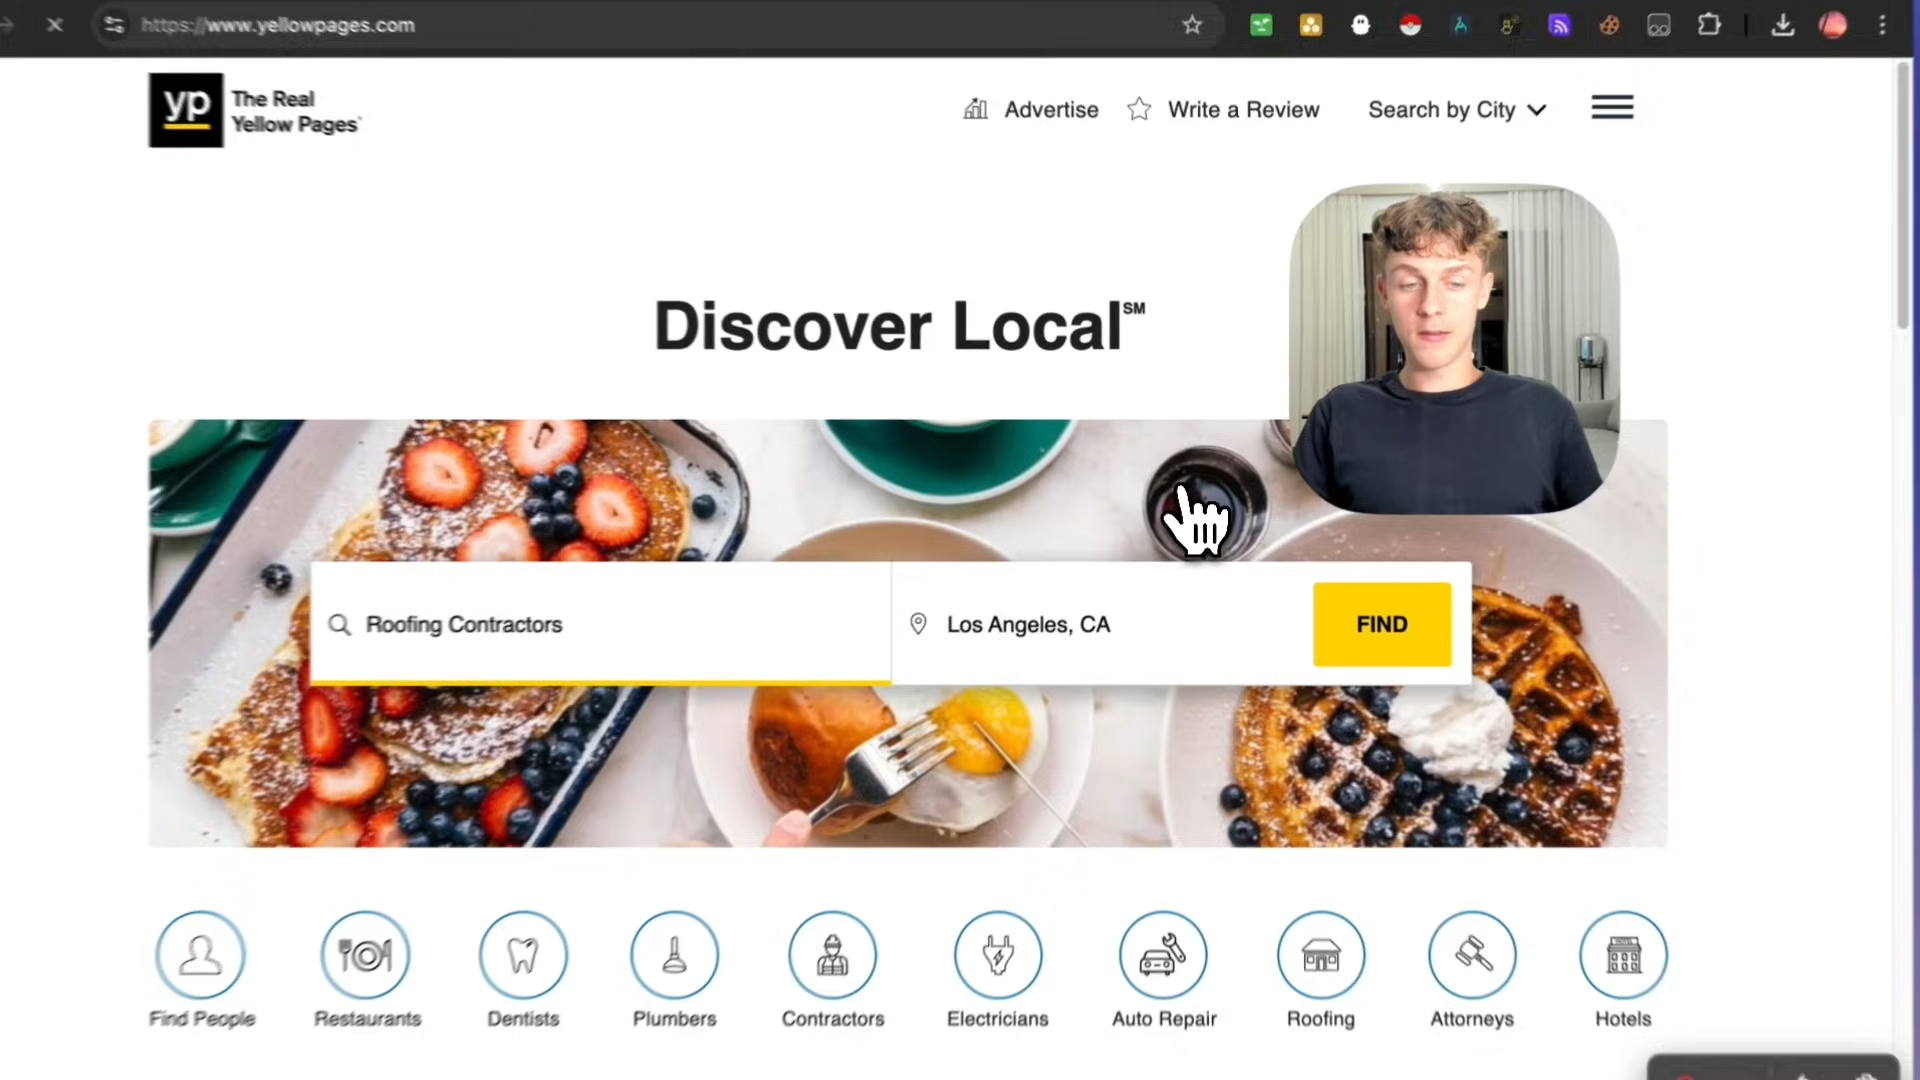 https://www.yellowpages.com
yp
The Real
Yellow Pages
Advertise
Write a Review
Search by City
Discover Local℠
Roofing Contractors
Los Angeles, CA
FIND
Find People
Restaurants
Dentists
Plumbers
Contractors
Electricians
Auto Repair
Roofing
Attorneys
Hotels